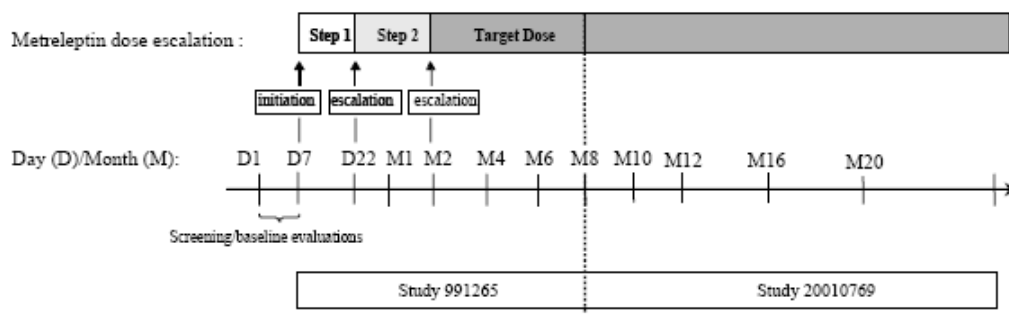 Metreleptin dose escalation :
Step 1 Step 2 Target Dose
initiation escalation escalation
Day (D)/Month (M): D1 D7 D22 M1 M2 M4 M6 M8 M10 M12 M16 M20
Screening/baseline evaluations
Study 991265 Study 20010769